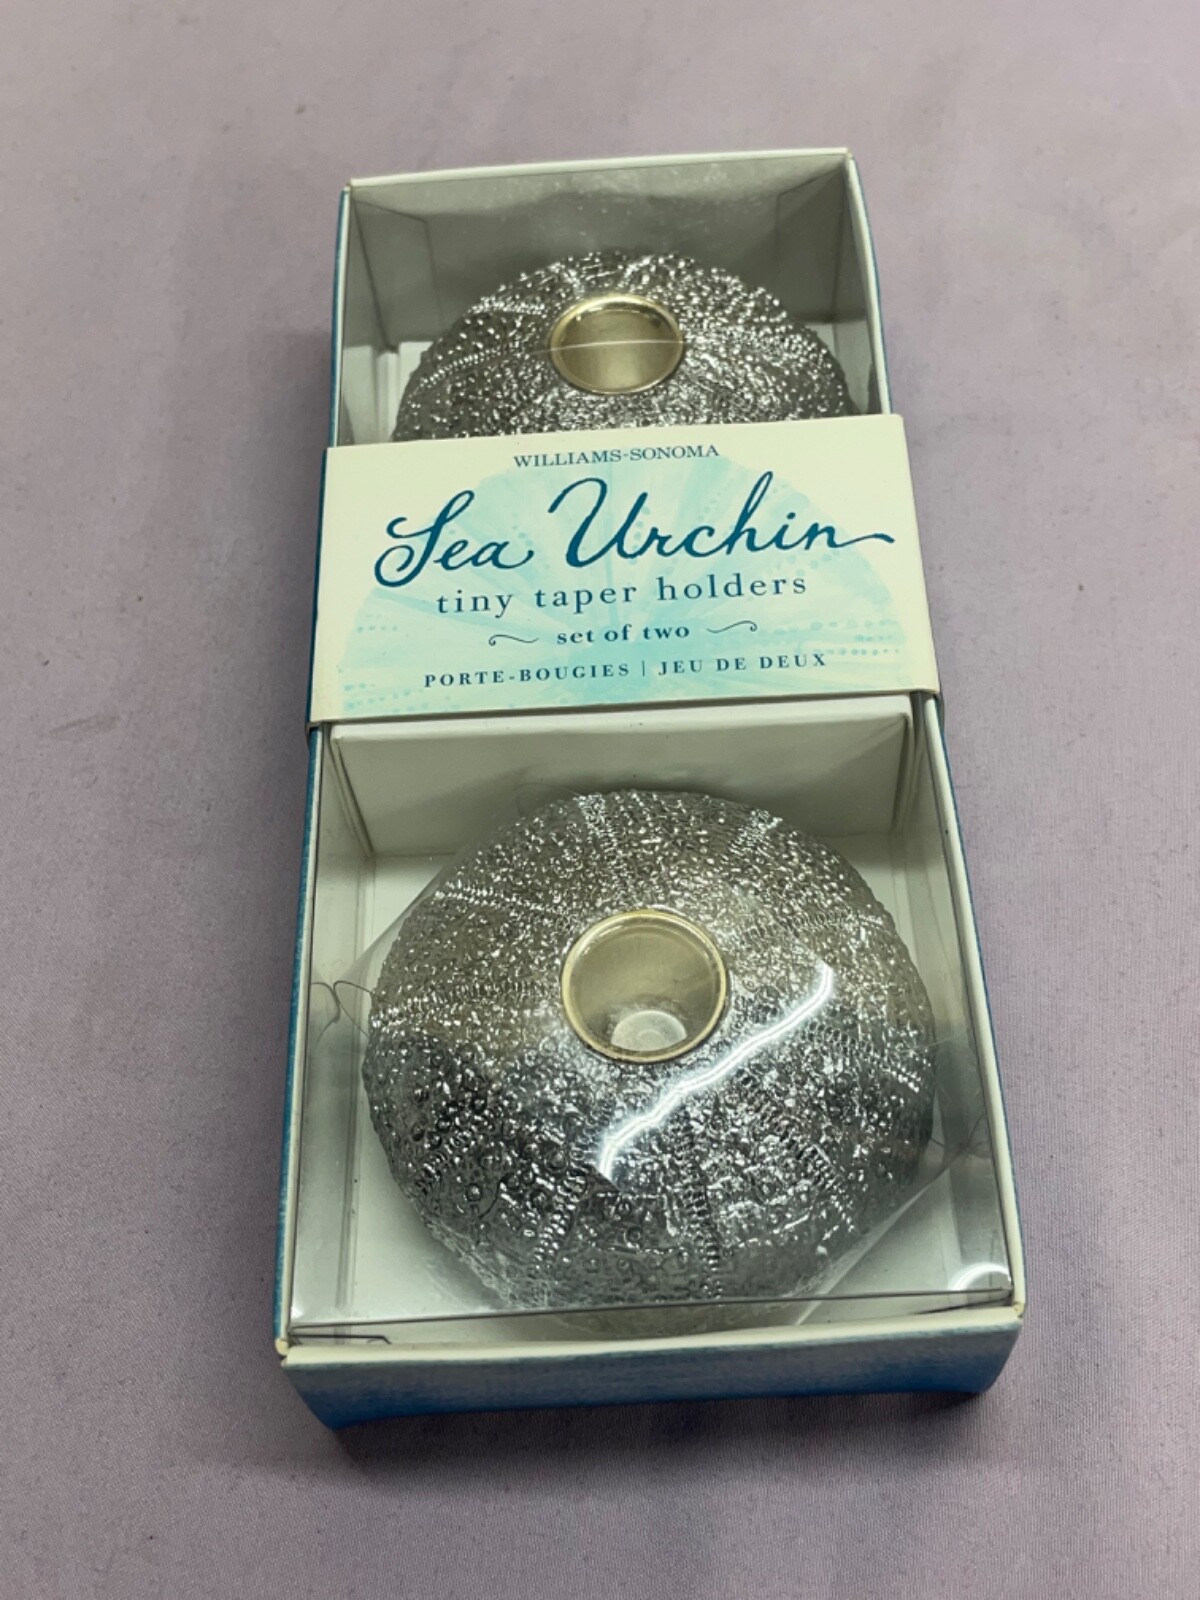 WILLIAMS-SONOMA
Sea Urchin
tiny taper holders
set of two
PORTE-BOUGIES | JEU DE DEUX